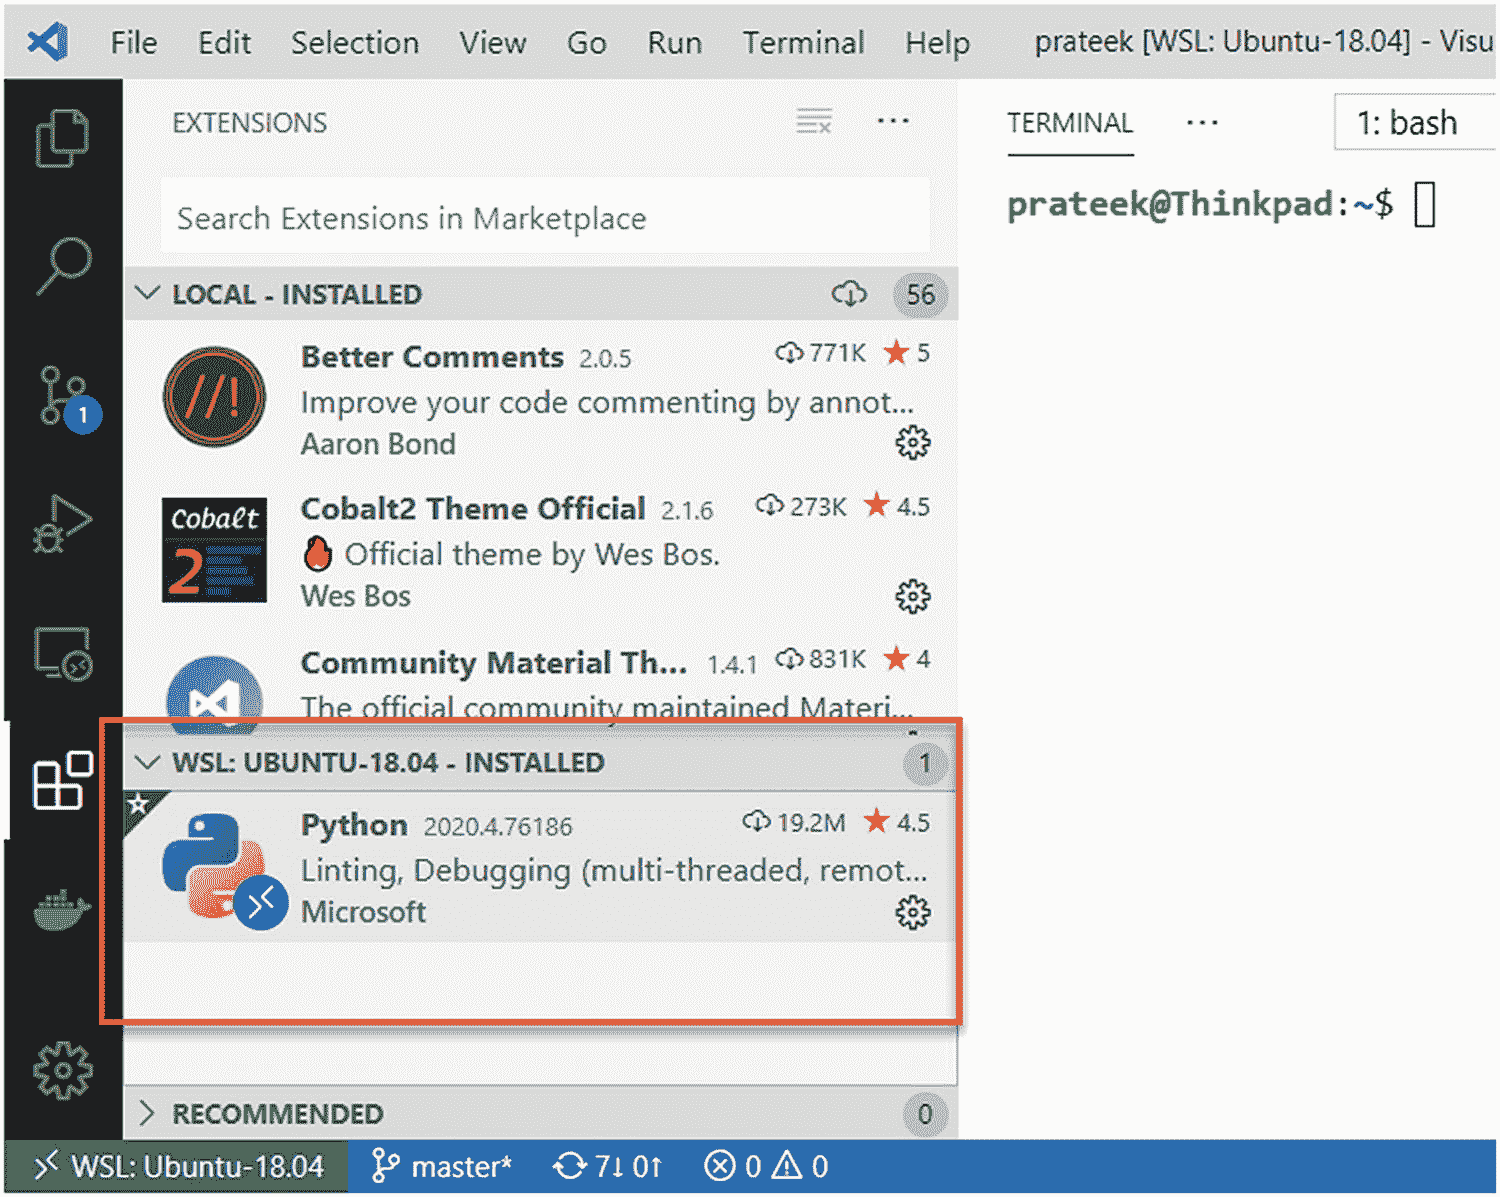 File Edit Selection View Go Run Terminal Help prateek [WSL: Ubuntu-18.04] - Visu
EXTENSIONS
Search Extensions in Marketplace
LOCAL - INSTALLED 56
Better Comments 2.0.5 771K 5
Improve your code commenting by annot...
Aaron Bond
Cobalt 2
Cobalt2 Theme Official 2.1.6 273K 4.5
Official theme by Wes Bos.
Wes Bos
Community Material Th... 1.4.1 831K 4
The official community maintained Materi...
WSL: UBUNTU-18.04 - INSTALLED 1
Python 2020.4.76186 19.2M 4.5
Linting, Debugging (multi-threaded, remot...
Microsoft
RECOMMENDED 0
1
TERMINAL ... 1: bash
prateek@Thinkpad:~$
WSL: Ubuntu-18.04 master* 7↓ 0↑ 0 0